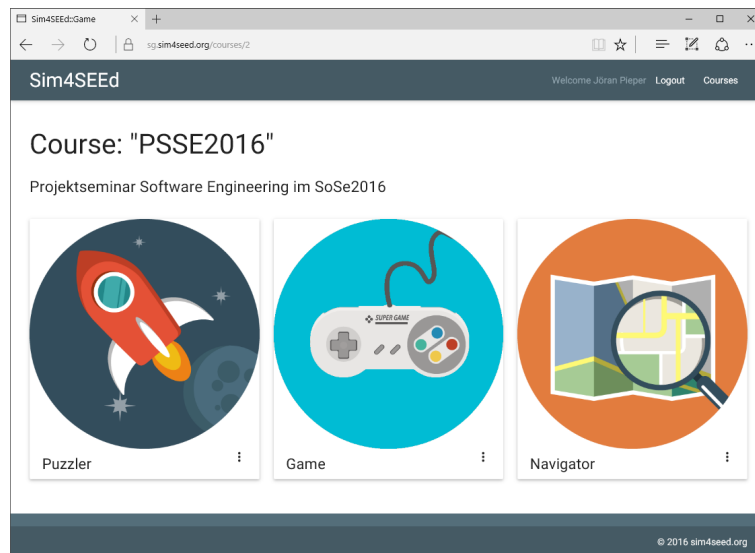 Sim4SEEd::Game
sg.sim4seed.org/courses/2
Sim4SEEd
Welcome Jöran Pieper Logout Courses
Course: "PSSE2016"
Projektseminar Software Engineering im SoSe2016
SUPER GAME
Puzzler
Game
Navigator
© 2016 sim4seed.org